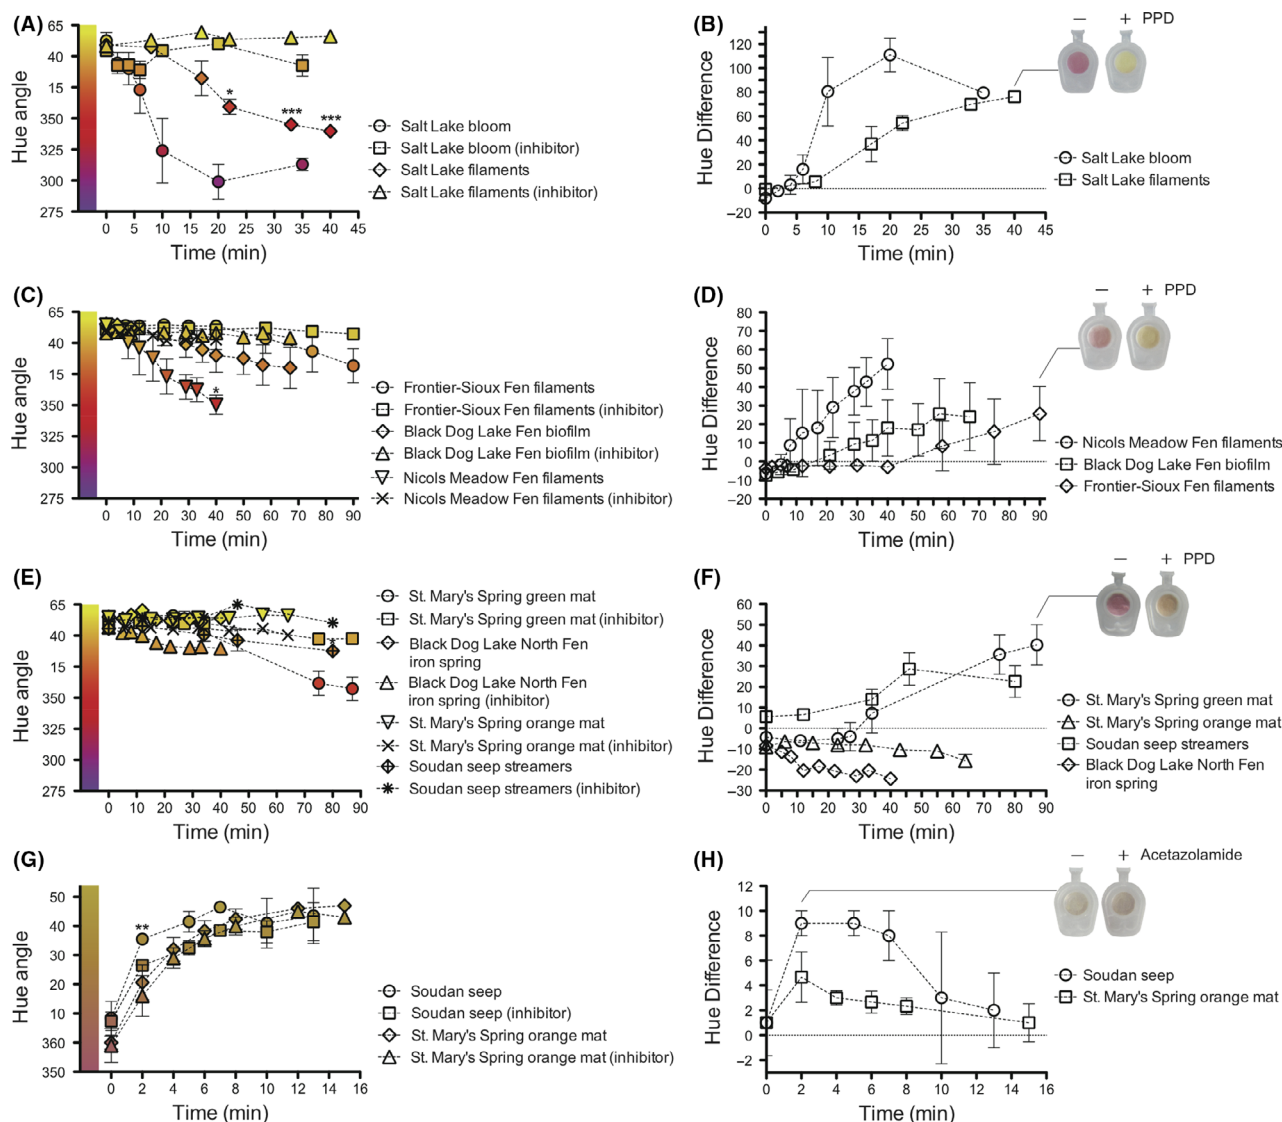 (A)
65
40
15
350
325
300
275
Hue angle
*
***
***
0 5 10 15 20 25 30 35 40 45
Time (min)
Salt Lake bloom
Salt Lake bloom (inhibitor)
Salt Lake filaments
Salt Lake filaments (inhibitor)
(B)
120
100
80
60
40
20
0
–20
Hue Difference
0 5 10 15 20 25 30 35 40 45
Time (min)
– + PPD
Salt Lake bloom
Salt Lake filaments
(C)
65
40
15
350
325
300
275
Hue angle
*
0 10 20 30 40 50 60 70 80 90
Time (min)
Frontier-Sioux Fen filaments
Frontier-Sioux Fen filaments (inhibitor)
Black Dog Lake Fen biofilm
Black Dog Lake Fen biofilm (inhibitor)
Nicols Meadow Fen filaments
Nicols Meadow Fen filaments (inhibitor)
(D)
80
70
60
50
40
30
20
10
0
–10
–20
Hue Difference
0 10 20 30 40 50 60 70 80 90
Time (min)
– + PPD
Nicols Meadow Fen filaments
Black Dog Lake Fen biofilm
Frontier-Sioux Fen filaments
(E)
65
40
15
350
325
300
275
Hue angle
0 10 20 30 40 50 60 70 80 90
Time (min)
St. Mary's Spring green mat
St. Mary's Spring green mat (inhibitor)
Black Dog Lake North Fen
iron spring
Black Dog Lake North Fen
iron spring (inhibitor)
St. Mary's Spring orange mat
St. Mary's Spring orange mat (inhibitor)
Soudan seep streamers
Soudan seep streamers (inhibitor)
(F)
60
50
40
30
20
10
0
–10
–20
–30
Hue Difference
0 10 20 30 40 50 60 70 80 90
Time (min)
– + PPD
St. Mary's Spring green mat
St. Mary's Spring orange mat
Soudan seep streamers
Black Dog Lake North Fen
iron spring
(G)
50
40
30
20
10
360
350
Hue angle
**
0 2 4 6 8 10 12 14 16
Time (min)
Soudan seep
Soudan seep (inhibitor)
St. Mary's Spring orange mat
St. Mary's Spring orange mat (inhibitor)
(H)
12
10
8
6
4
2
0
–2
Hue Difference
0 2 4 6 8 10 12 14 16
Time (min)
– + Acetazolamide
Soudan seep
St. Mary's Spring orange mat